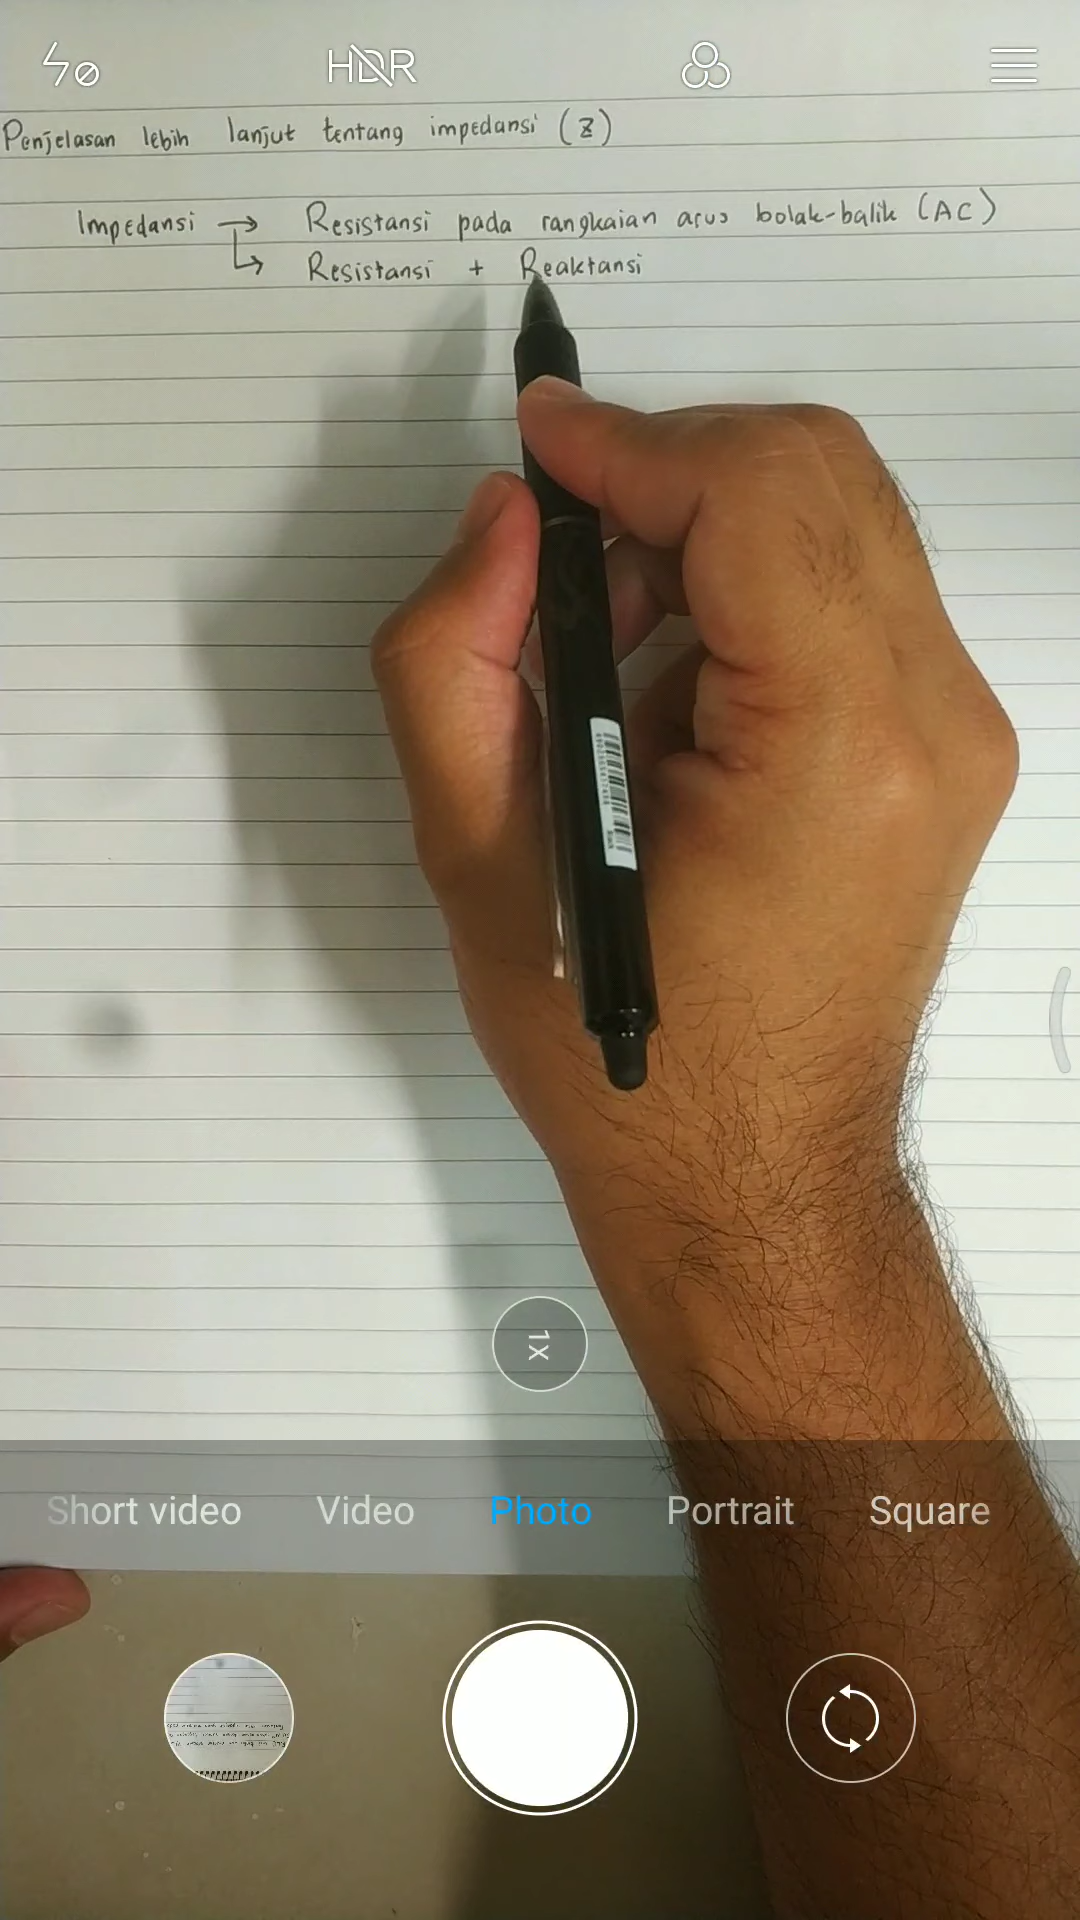 HDR
Penjelasan lebih lanjut tentang impedansi (Z)
Impedansi → Resistansi pada rangkaian arus bolak-balik (AC)
↳ Resistansi + Reaktansi
1X
Short video Video Photo Portrait Square